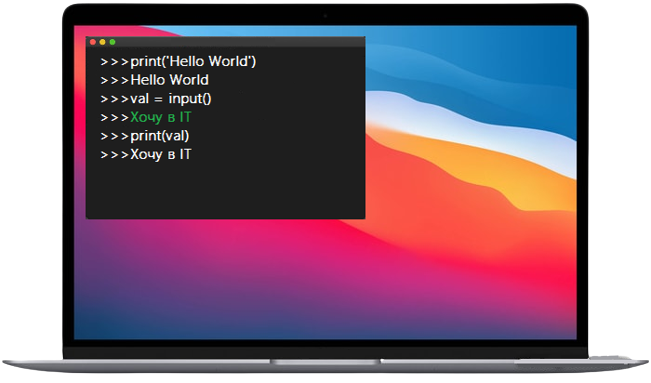 >>>print('Hello World')
>>>Hello World
>>>val = input()
>>>Хочу в IT
>>>print(val)
>>>Хочу в IT